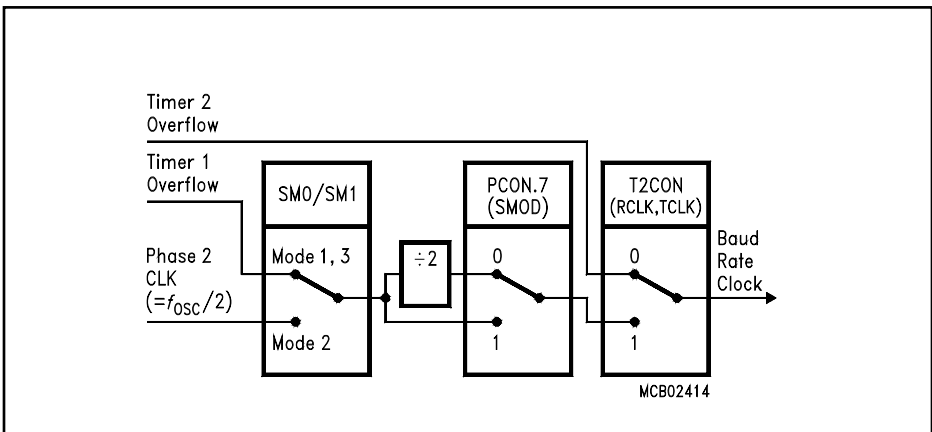 Timer 2
Overflow
Timer 1
Overflow
Phase 2
CLK
(=fOSC/2)
SM0/SM1
Mode 1, 3
Mode 2
÷2
PCON.7
(SMOD)
0
1
T2CON
(RCLK,TCLK)
0
1
Baud
Rate
Clock
MCB02414